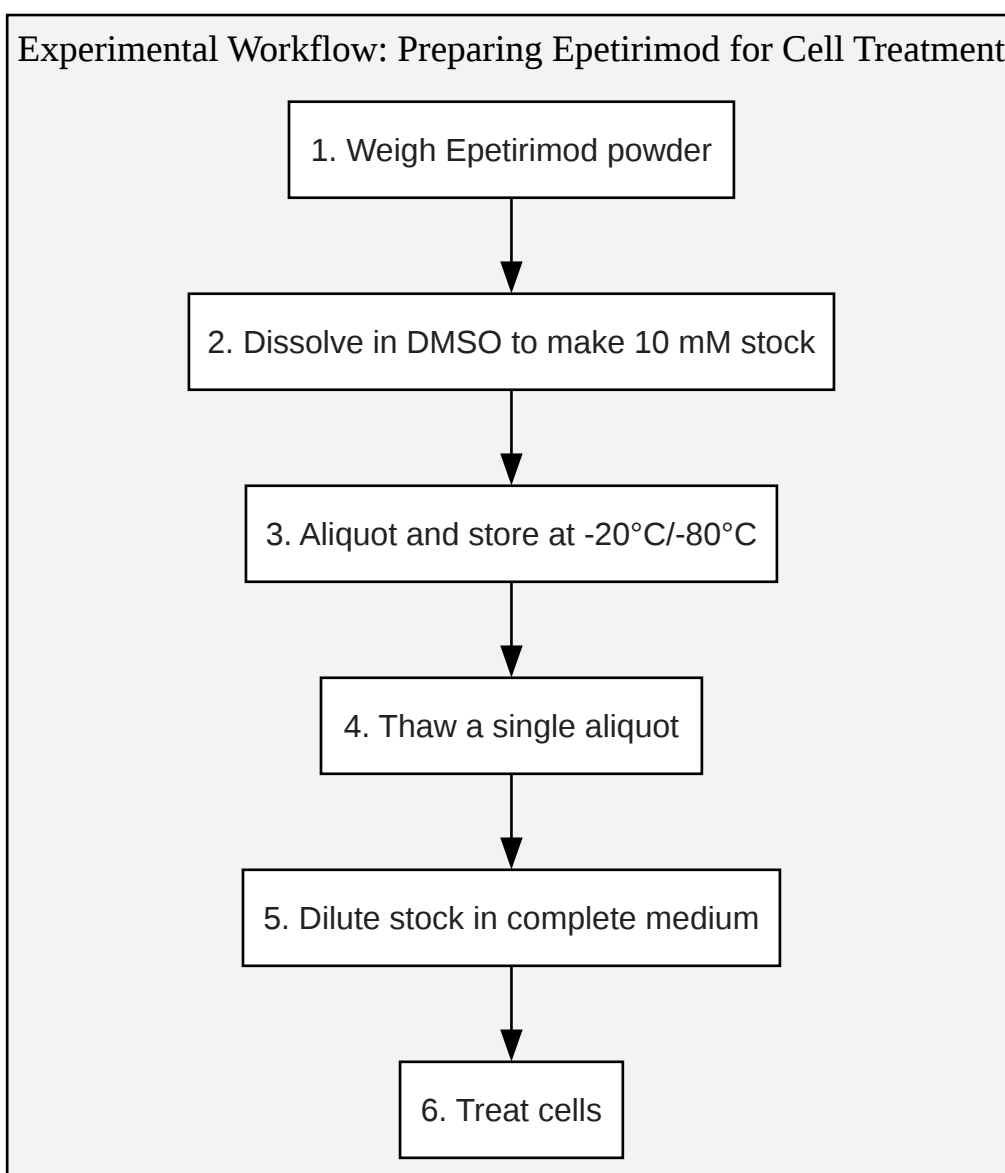 Experimental Workflow: Preparing Epetirimod for Cell Treatment
1. Weigh Epetirimod powder
2. Dissolve in DMSO to make 10 mM stock
3. Aliquot and store at -20°C/-80°C
4. Thaw a single aliquot
5. Dilute stock in complete medium
6. Treat cells